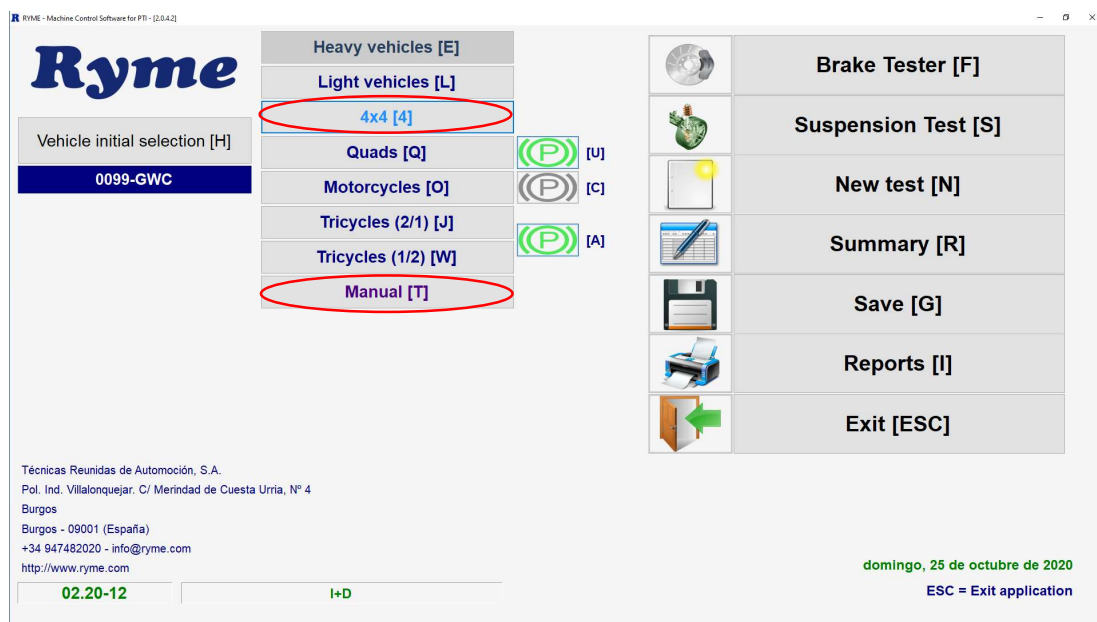 RYME - Machine Control Software for PTI - [2.0.4.2]
Ryme
Vehicle initial selection [H]
0099-GWC
Heavy vehicles [E]
Light vehicles [L]
4x4 [4]
Quads [Q]
Motorcycles [O]
Tricycles (2/1) [J]
Tricycles (1/2) [W]
Manual [T]
(P) [U]
(P) [C]
(P) [A]
Brake Tester [F]
Suspension Test [S]
New test [N]
Summary [R]
Save [G]
Reports [I]
Exit [ESC]
Técnicas Reunidas de Automoción, S.A.
Pol. Ind. Villalonquejar. C/ Merindad de Cuesta Urria, Nº 4
Burgos
Burgos - 09001 (España)
+34 947482020 - info@ryme.com
http://www.ryme.com
02.20-12
I+D
domingo, 25 de octubre de 2020
ESC = Exit application